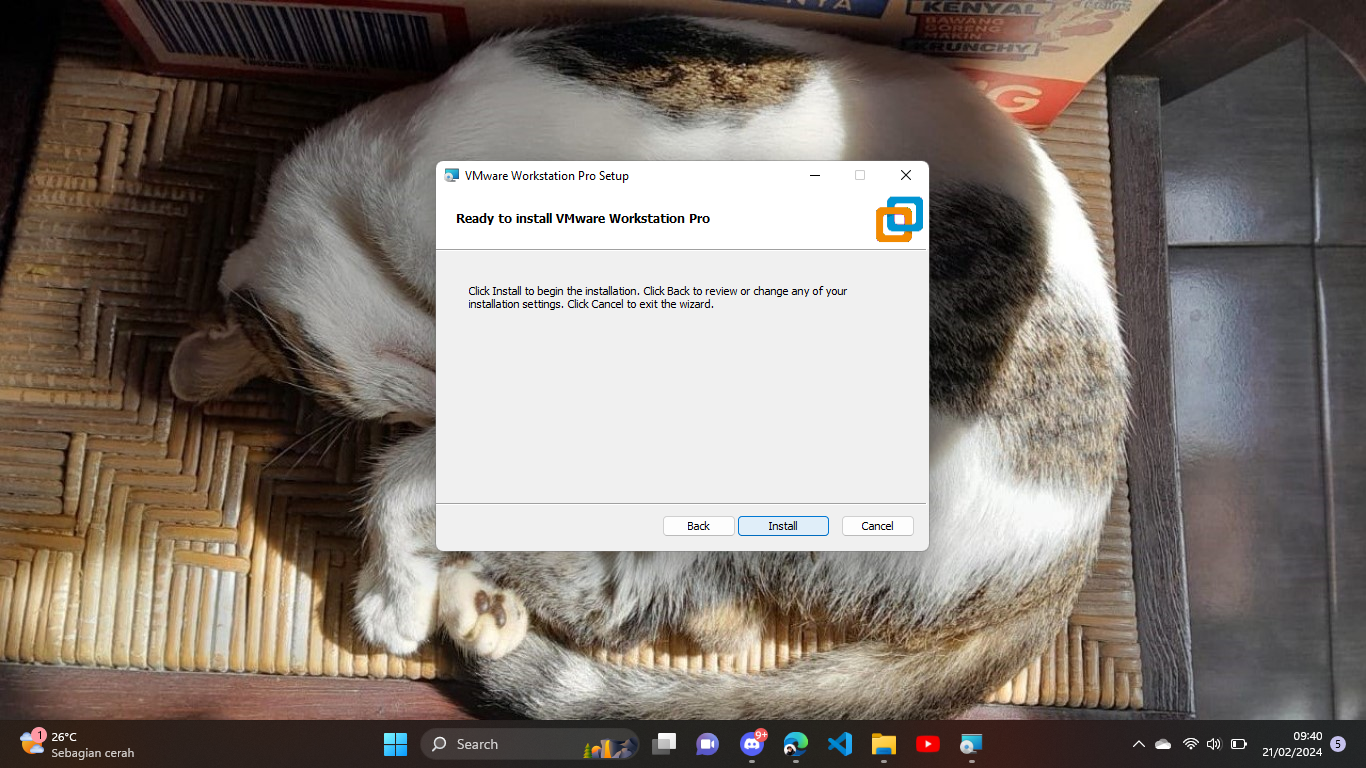 KENYAL
BAWANG
GORENG
MAKIN
KRUNCHY
VMware Workstation Pro Setup
Ready to install VMware Workstation Pro
Click Install to begin the installation. Click Back to review or change any of your
installation settings. Click Cancel to exit the wizard.
Back
Install
Cancel
1
26°C
Sebagian cerah
Search
9+
09:40
21/02/2024
5